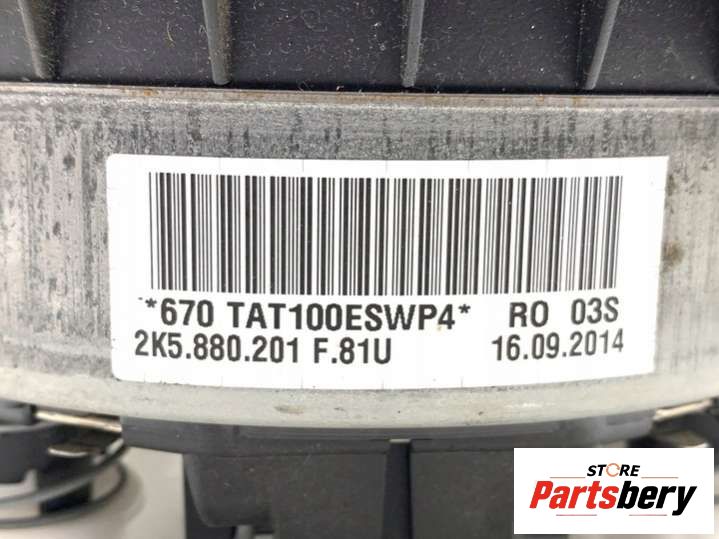 *670 TAT100ESWP4* RO 03S
2K5.880.201 F.81U 16.09.2014
STORE
Partsbery